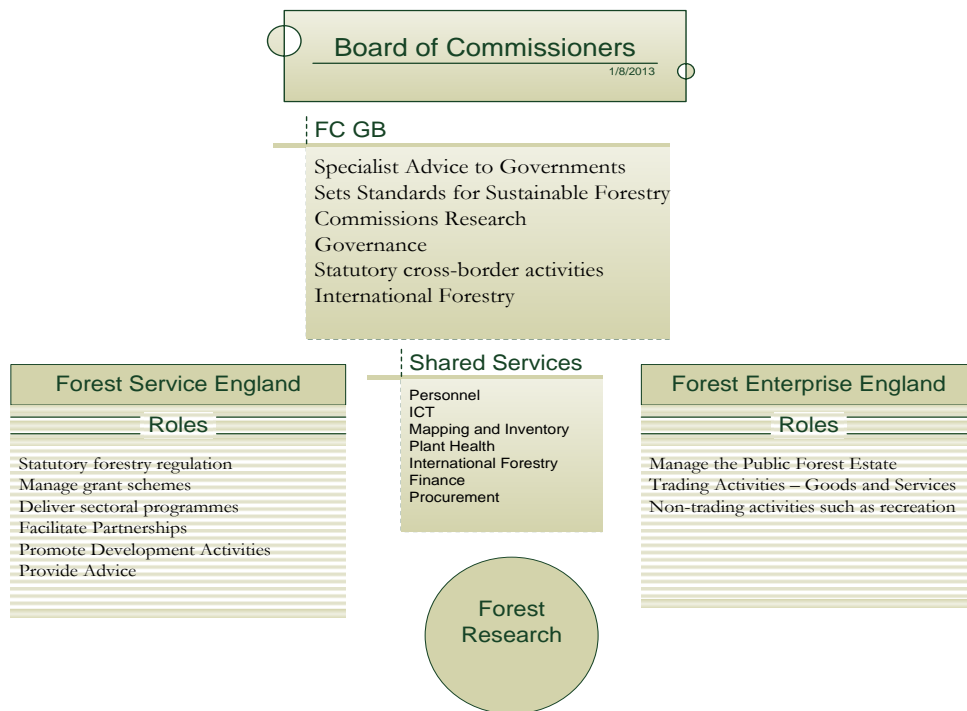 Board of Commissioners
1/8/2013
FC GB
Specialist Advice to Governments
Sets Standards for Sustainable Forestry
Commissions Research
Governance
Statutory cross-border activities
International Forestry
Forest Service England
Roles
Statutory forestry regulation
Manage grant schemes
Deliver sectoral programmes
Facilitate Partnerships
Promote Development Activities
Provide Advice
Shared Services
Personnel
ICT
Mapping and Inventory
Plant Health
International Forestry
Finance
Procurement
Forest Enterprise England
Roles
Manage the Public Forest Estate
Trading Activities – Goods and Services
Non-trading activities such as recreation
Forest
Research